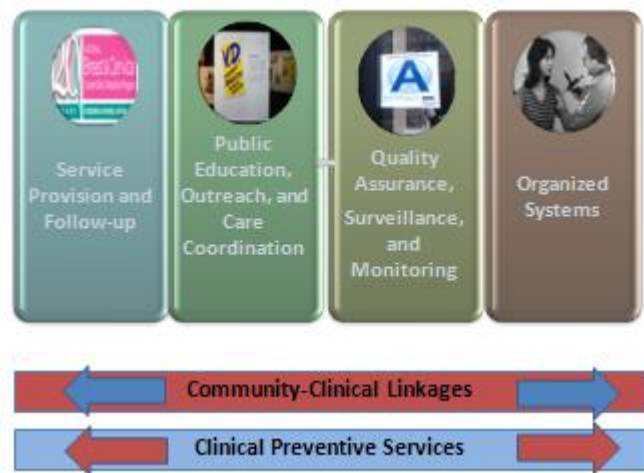 VD
A
Service
Provision and
Follow-up
Public
Education,
Outreach, and
Care
Coordination
Quality
Assurance,
Surveillance,
and
Monitoring
Organized
Systems
Community-Clinical Linkages
Clinical Preventive Services